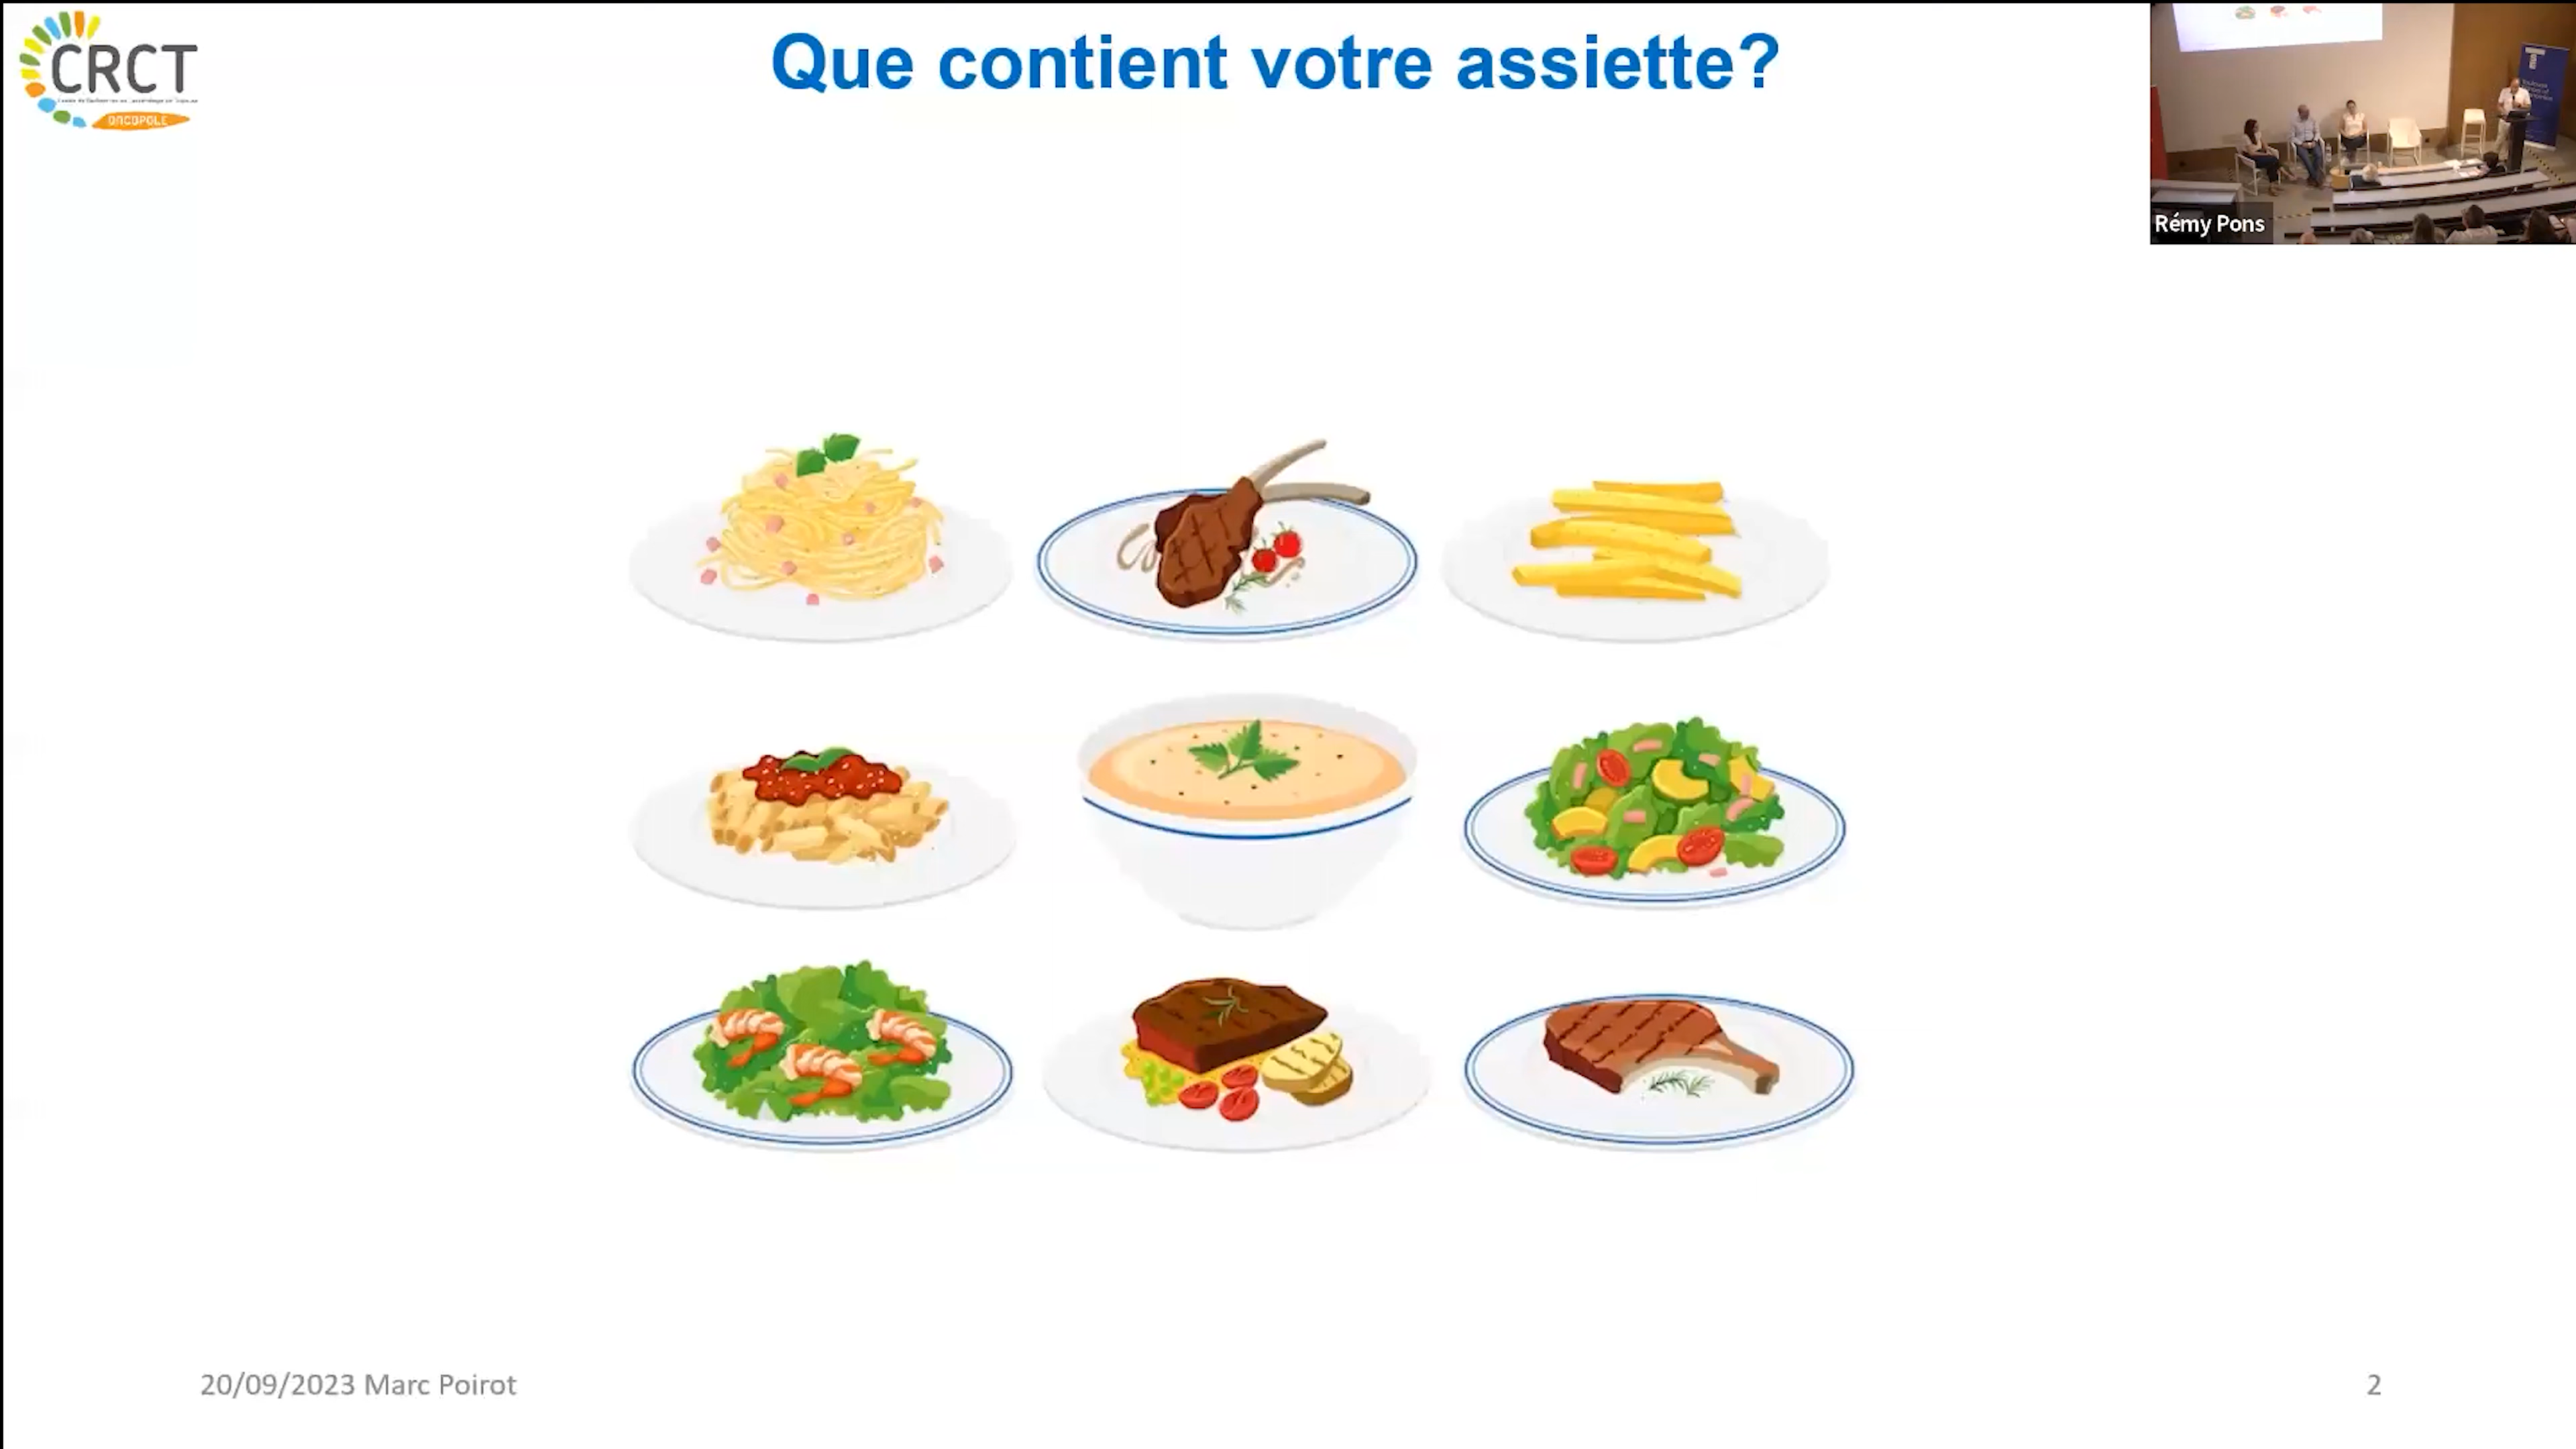 CRCT
ONCOPOLE
Que contient votre assiette?
Rémy Pons
20/09/2023 Marc Poirot
2